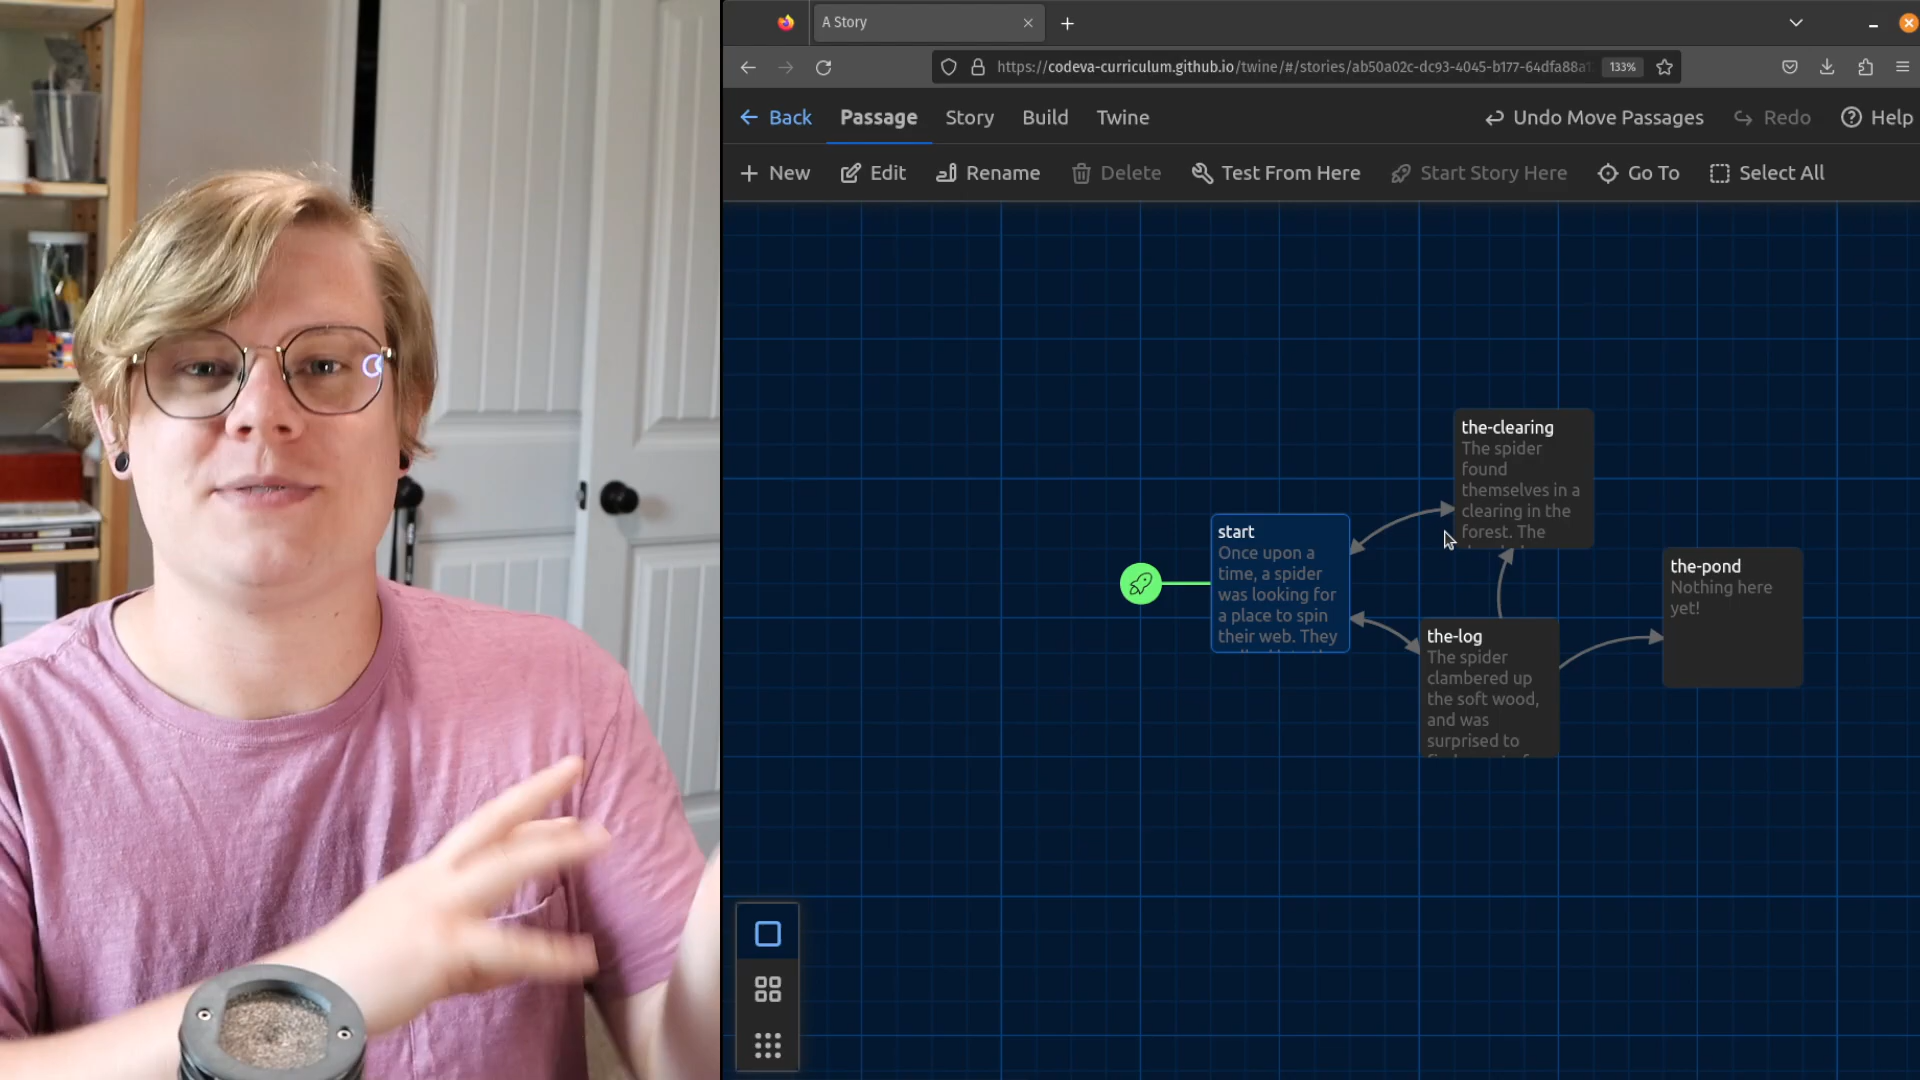 A Story
https://codeva-curriculum.github.io/twine/#/stories/ab50a02c-dc93-4045-b177-64dfa88a1
133%
Back Passage Story Build Twine Undo Move Passages Redo Help
New Edit Rename Delete Test From Here Start Story Here Go To Select All
the-clearing
The spider
found
themselves in a
clearing in the
forest. The
start
Once upon a
time, a spider
was looking for
a place to spin
their web. They
the-pond
Nothing here
yet!
the-log
The spider
clambered up
the soft wood,
and was
surprised to